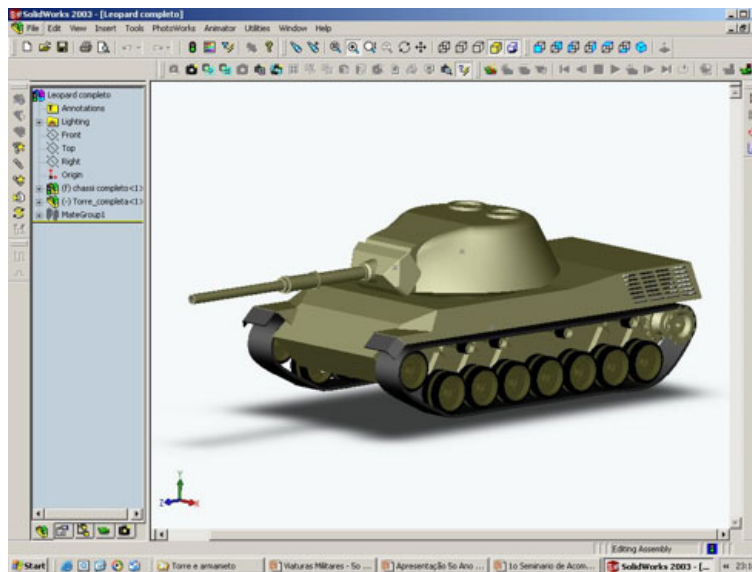 SolidWorks 2003 - [Leopard completo]
File Edit View Insert Tools PhotoWorks Animator Utilities Window Help
Leopard completo
Annotations
Lighting
Front
Top
Right
Origin
(f) chassi completo<1>
(-) Torre_completa<1>
MateGroup1
Y
Z
X
Editing Assembly
Start
Torre e armaneto
Viaturas Militares - 5o ...
Apresentação 5o Ano ...
1o Seminario de Acom...
SolidWorks 2003 - [...